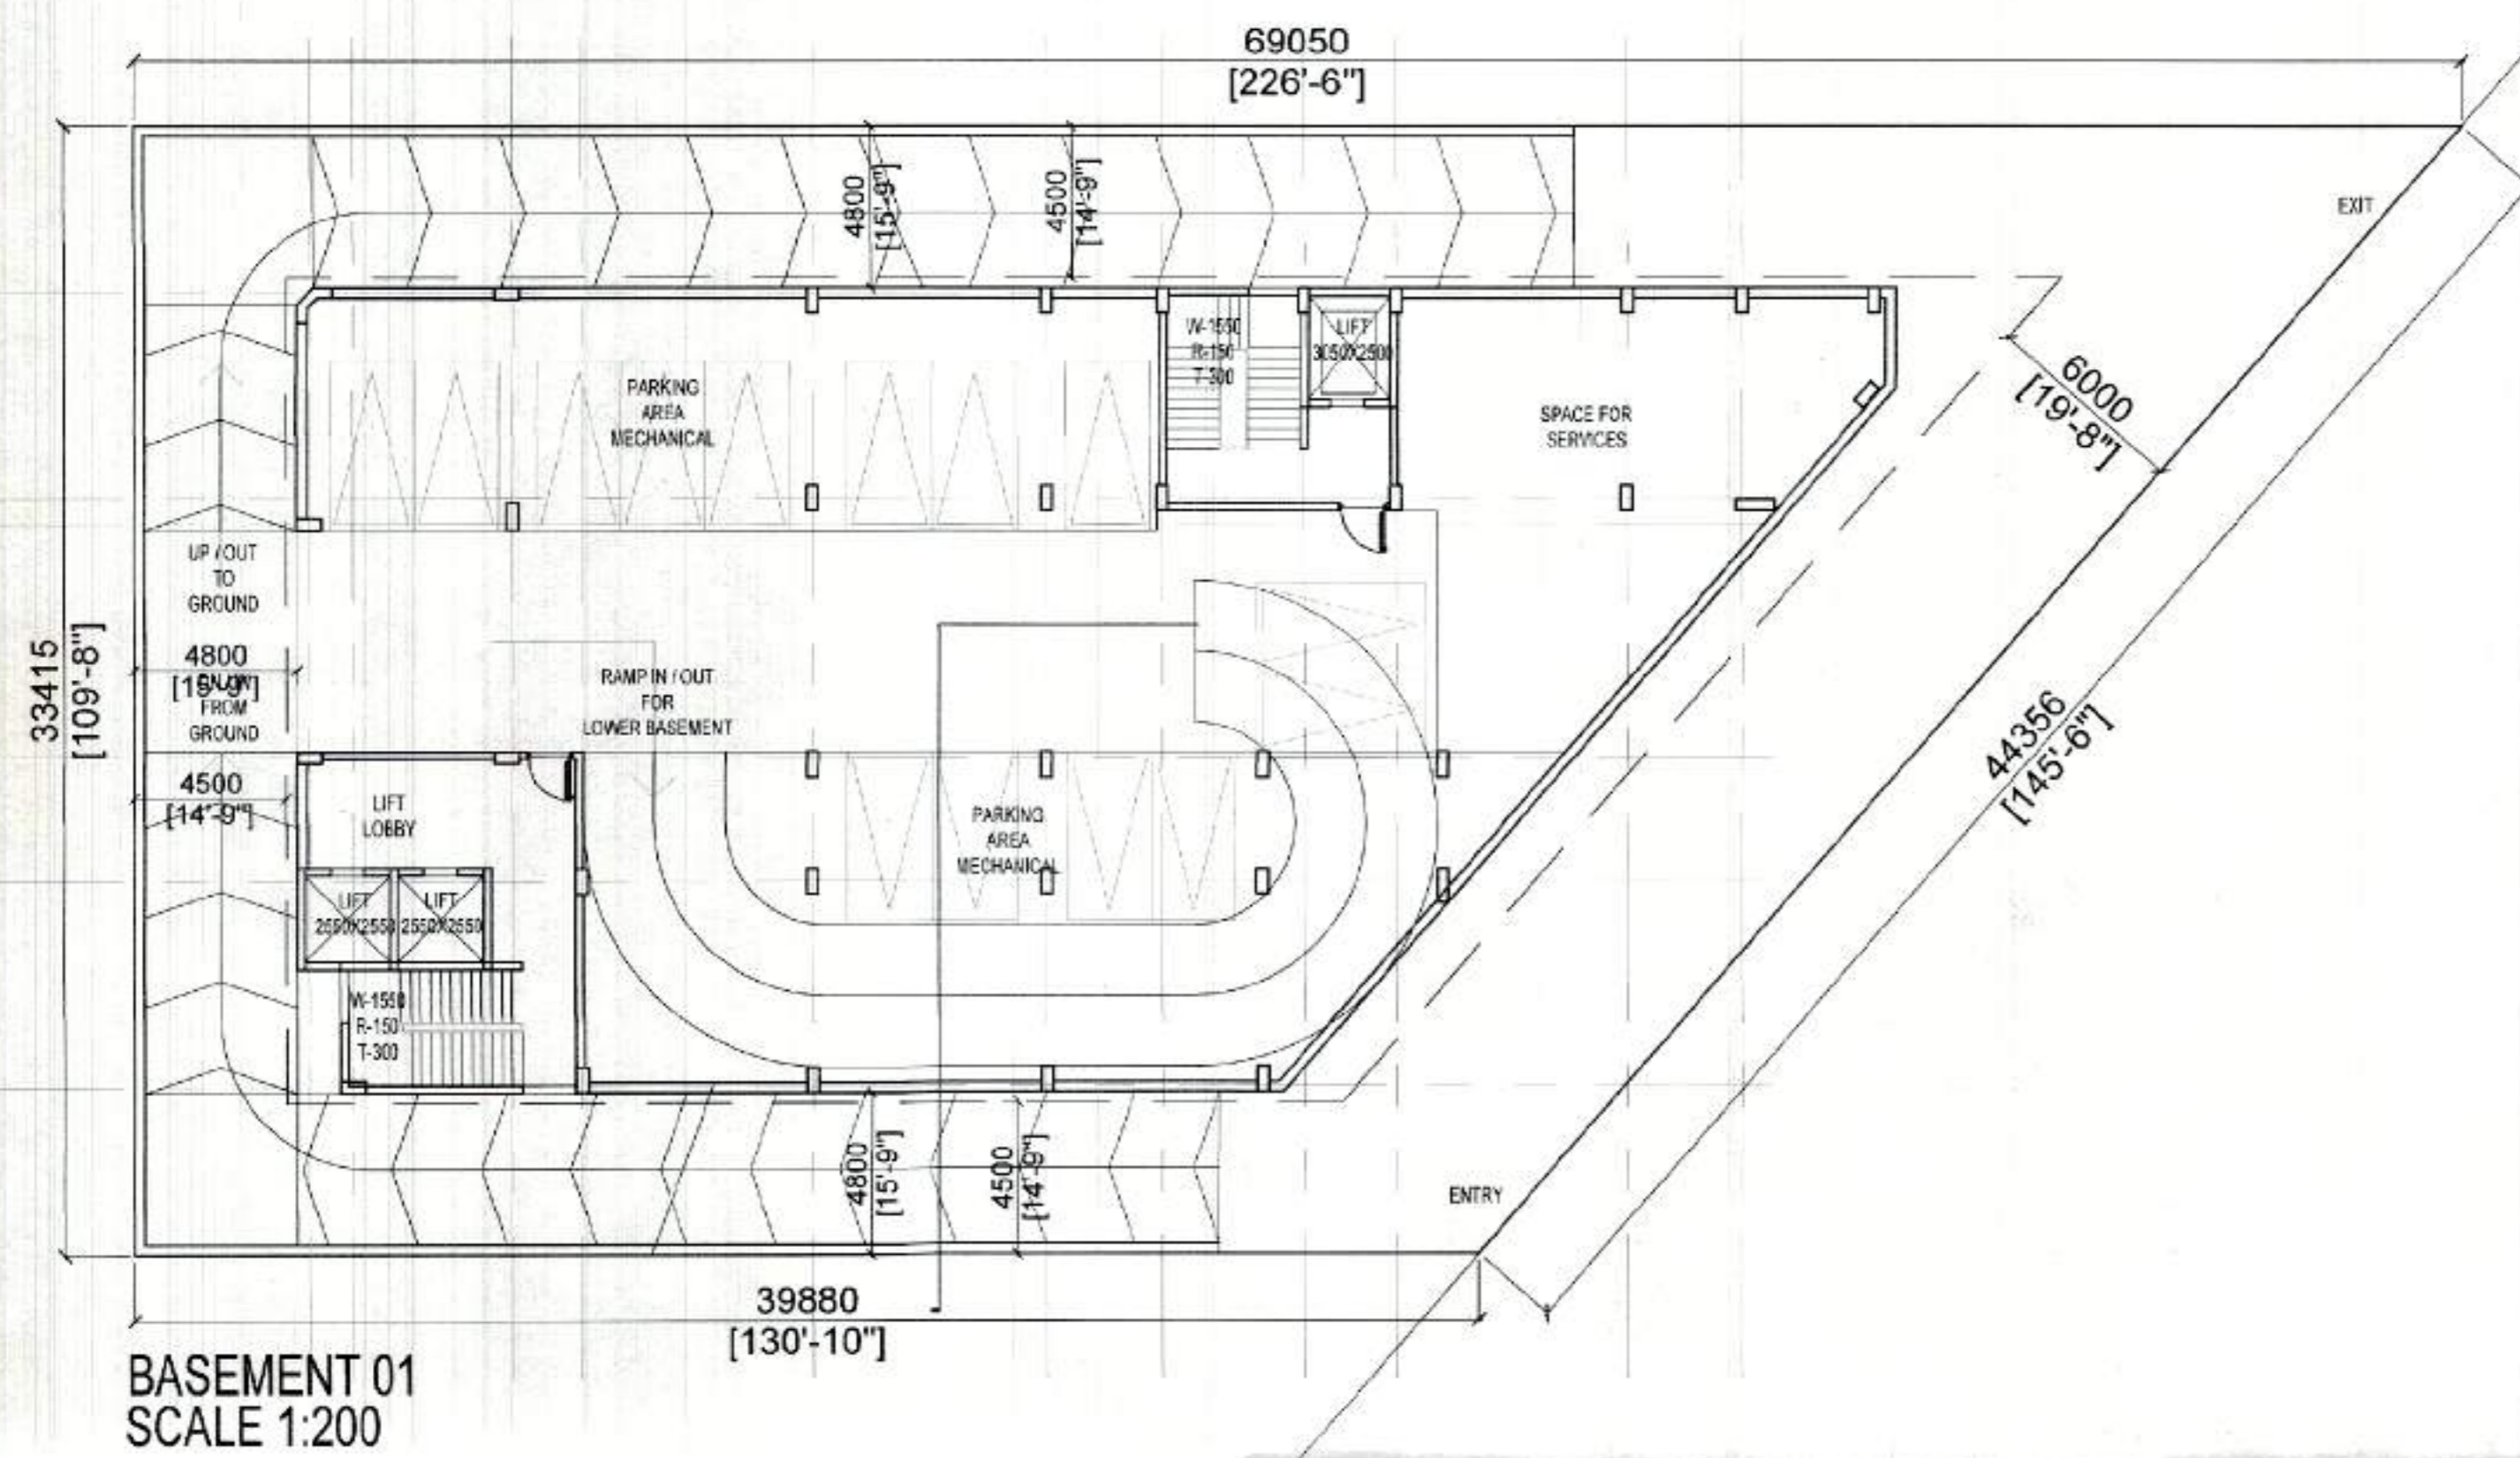 69050
[226'-6"]
4800
[15'-9"]
4500
[14'-9"]
EXIT
W-1550
R-150
T-300
LIFT
3050X2500
PARKING
AREA
MECHANICAL
SPACE FOR
SERVICES
6000
[19'-8"]
UP / OUT
TO
GROUND
4800
[15'-9"]
FROM
GROUND
4500
[14'-9"]
33415
[109'-8"]
RAMP IN / OUT
FOR
LOWER BASEMENT
44356
[145'-6"]
LIFT
LOBBY
PARKING
AREA
MECHANICAL
LIFT
2550X2550
LIFT
2550X2550
W-1550
R-150
T-300
4800
[15'-9"]
4500
[14'-9"]
ENTRY
39880
[130'-10"]
BASEMENT 01
SCALE 1:200